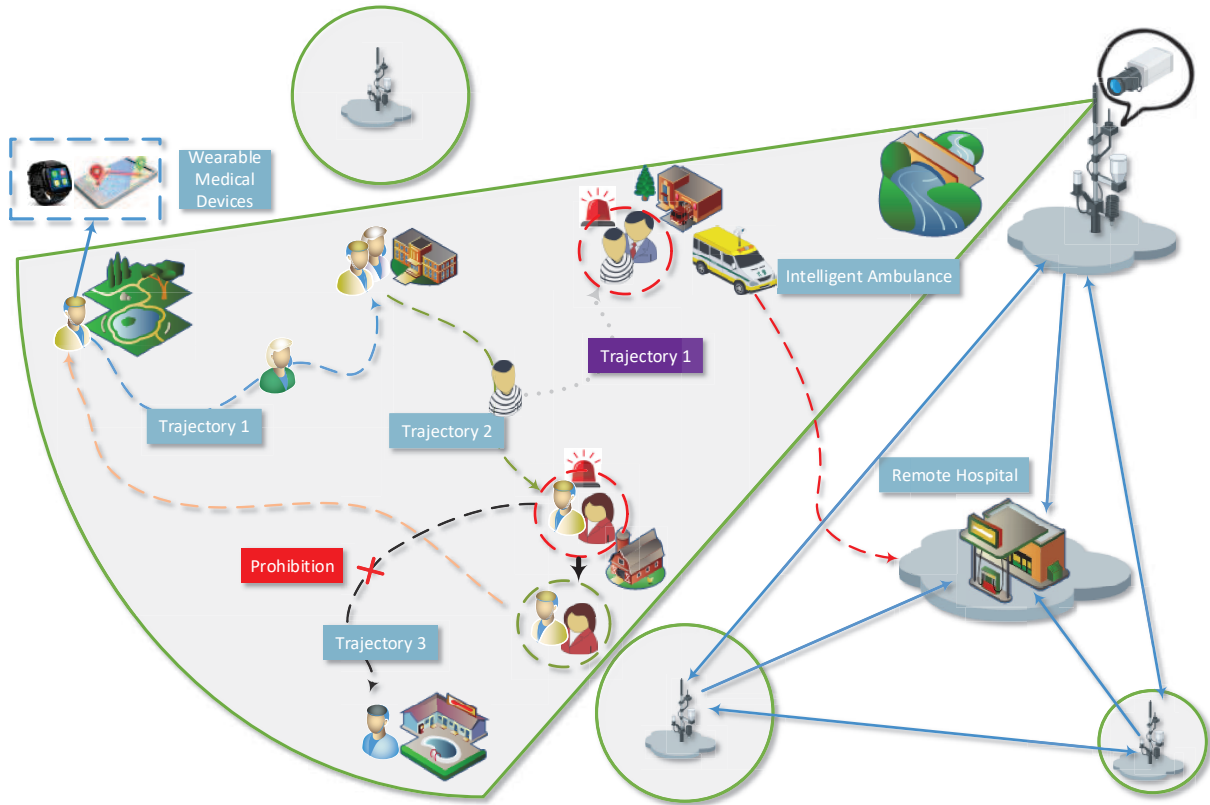 Wearable
Medical
Devices
Intelligent Ambulance
Trajectory 1
Trajectory 1
Trajectory 2
Remote Hospital
Prohibition
Trajectory 3